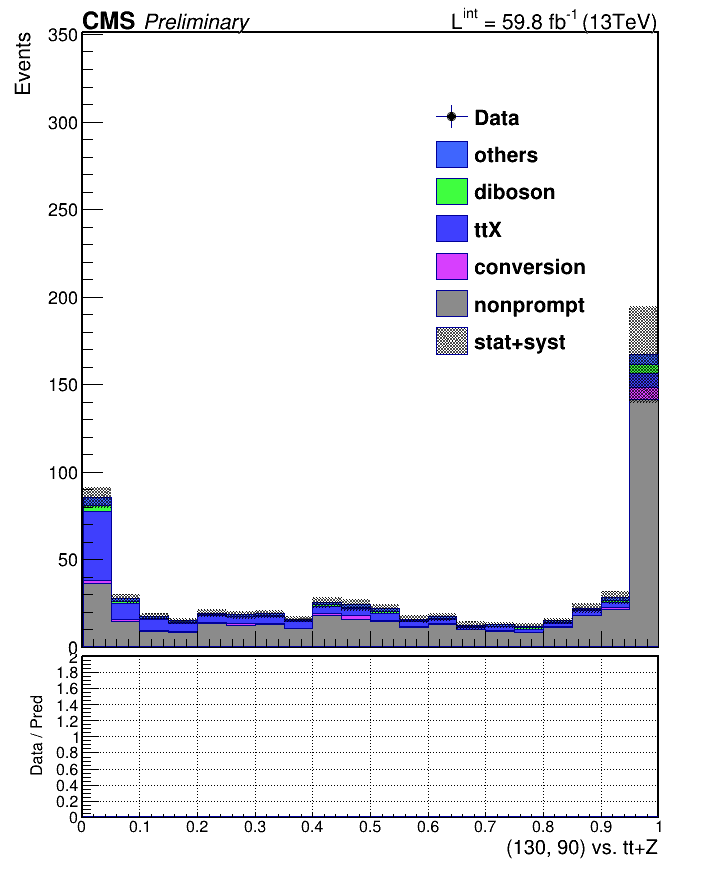 CMS Preliminary L^int = 59.8 fb^-1 (13TeV)
Events
350
300
250
200
150
100
50
0
Data
others
diboson
ttX
conversion
nonprompt
stat+syst
Data / Pred
2
1.8
1.6
1.4
1.2
1
0.8
0.6
0.4
0.2
0
0 0.1 0.2 0.3 0.4 0.5 0.6 0.7 0.8 0.9 1
(130, 90) vs. tt+Z